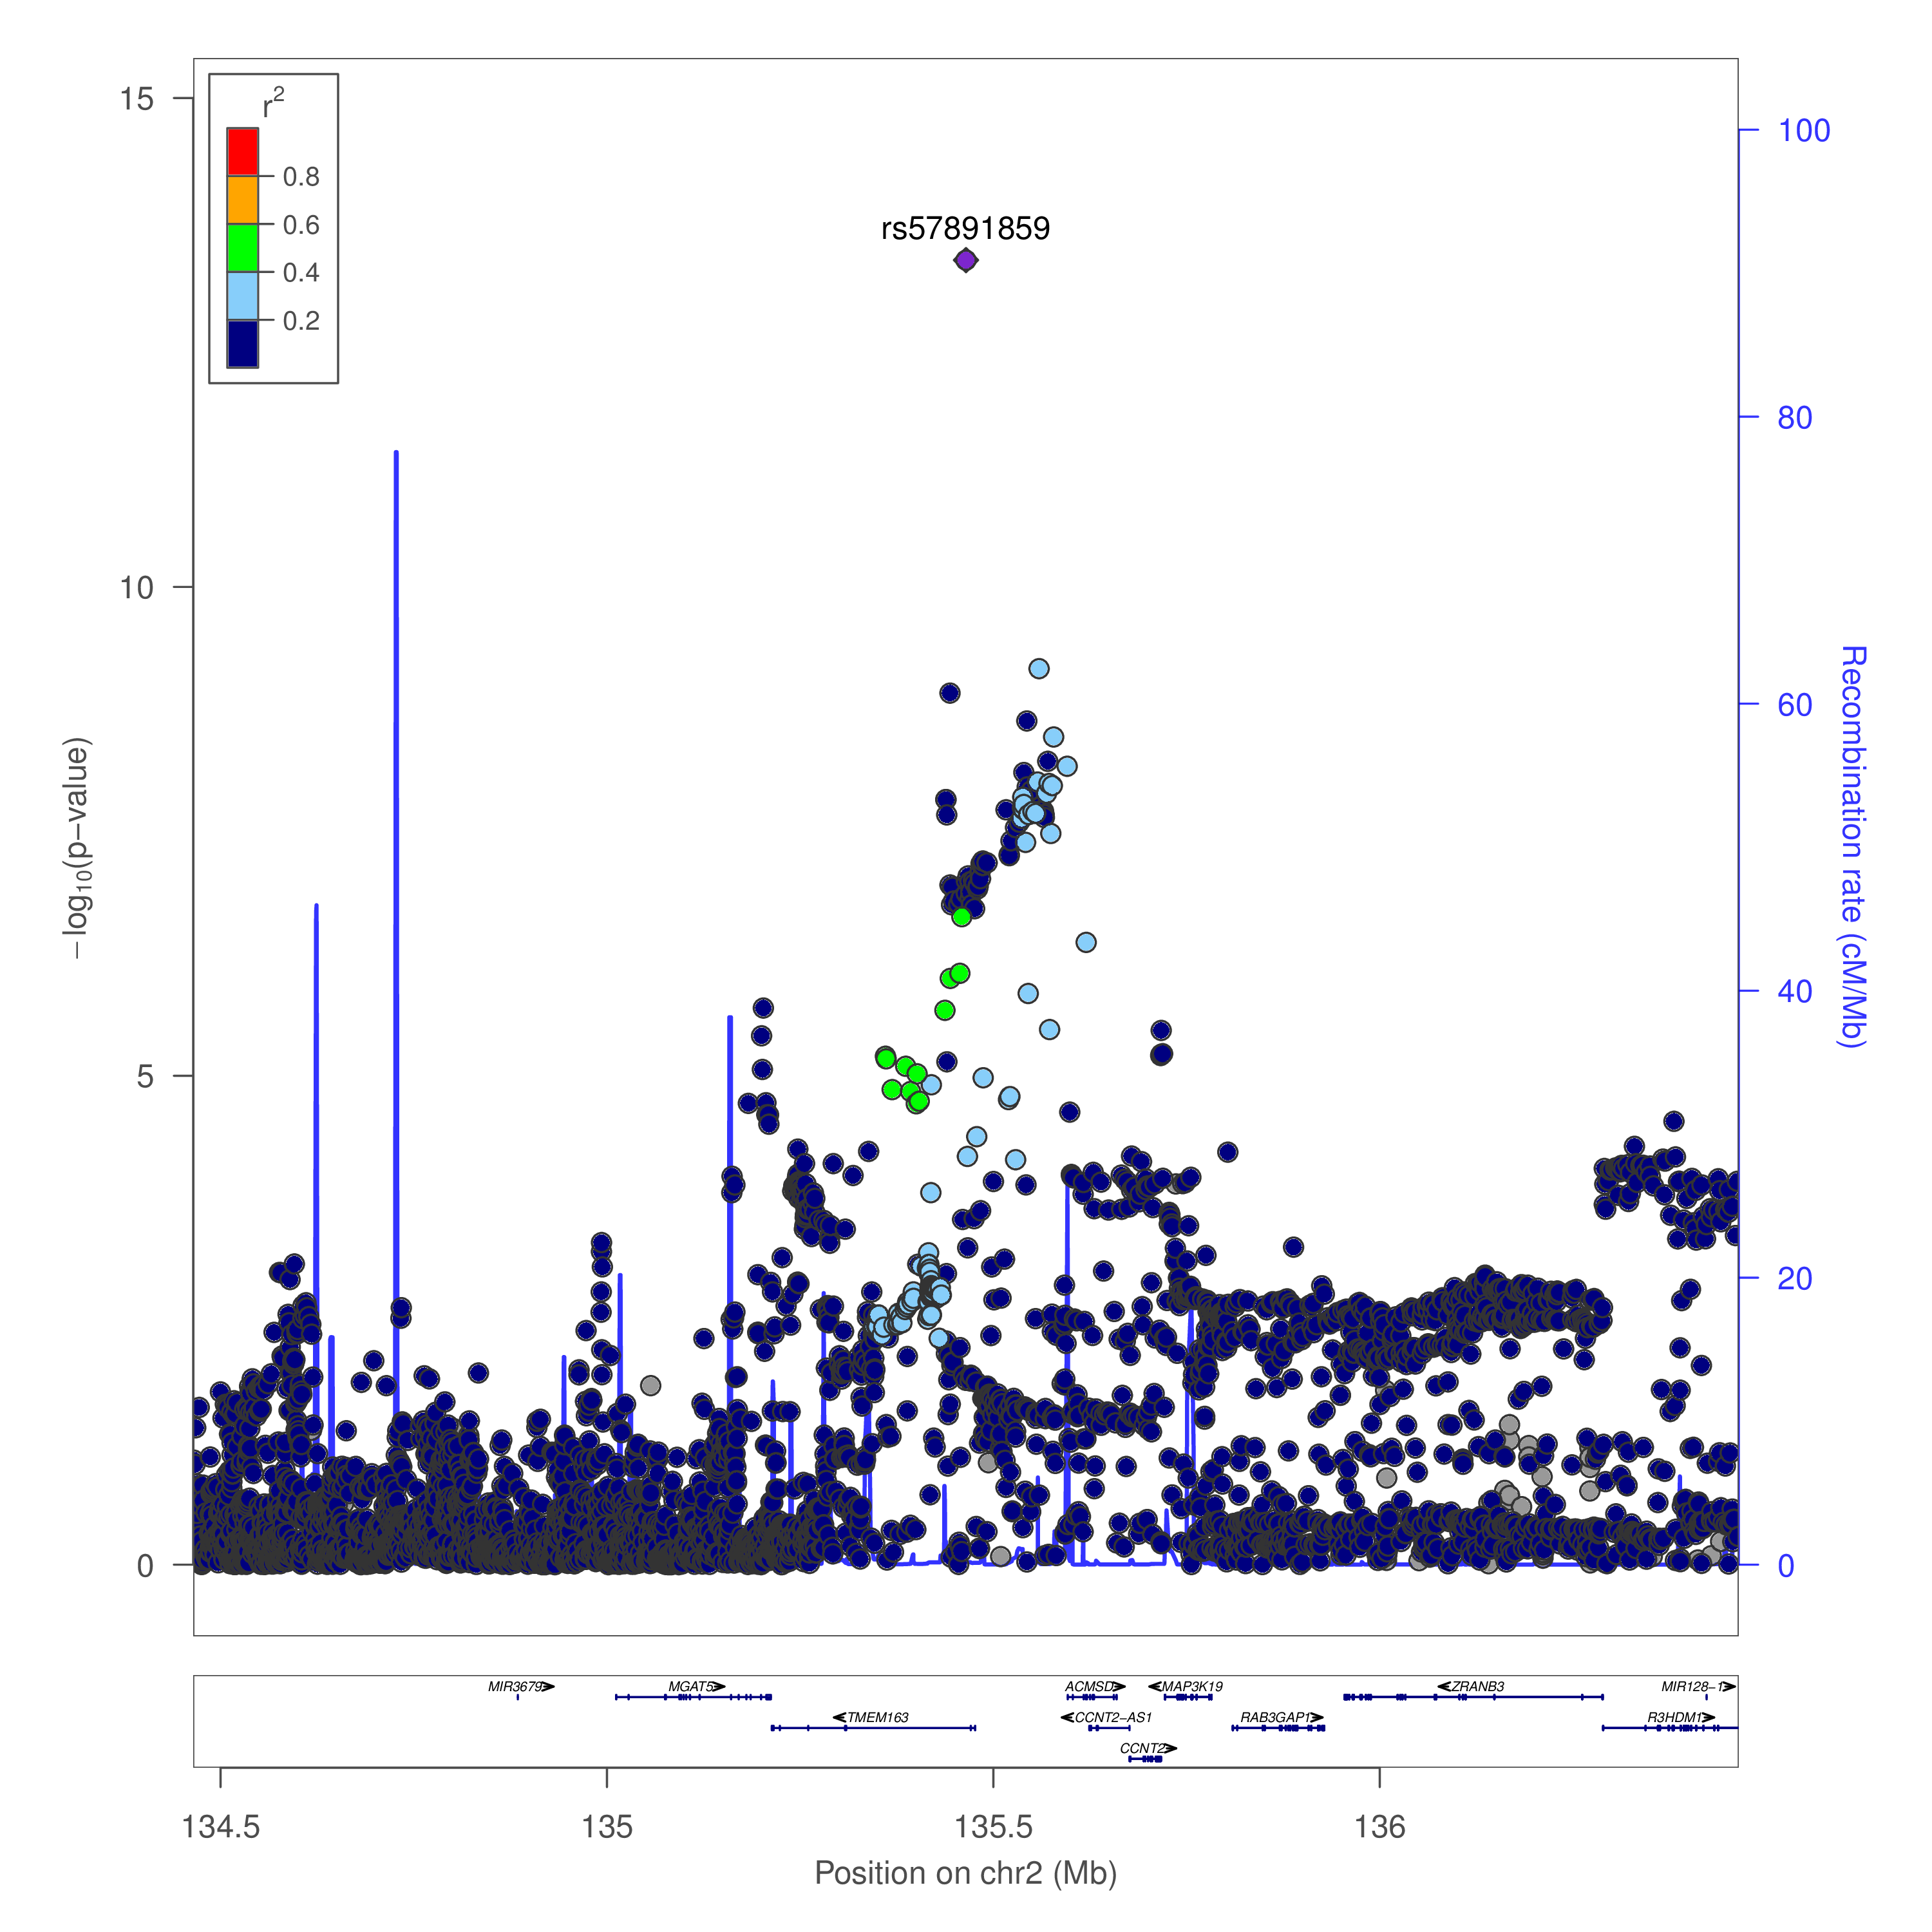 r2
0.8
0.6
0.4
0.2
rs57891859
15
10
5
0
−log10(p−value)
100
80
60
40
20
0
Recombination rate (cM/Mb)
MIR3679
MGAT5
ACMSD
MAP3K19
ZRANB3
MIR128−1
TMEM163
CCNT2−AS1
RAB3GAP1
R3HDM1
CCNT2
134.5
135
135.5
136
Position on chr2 (Mb)